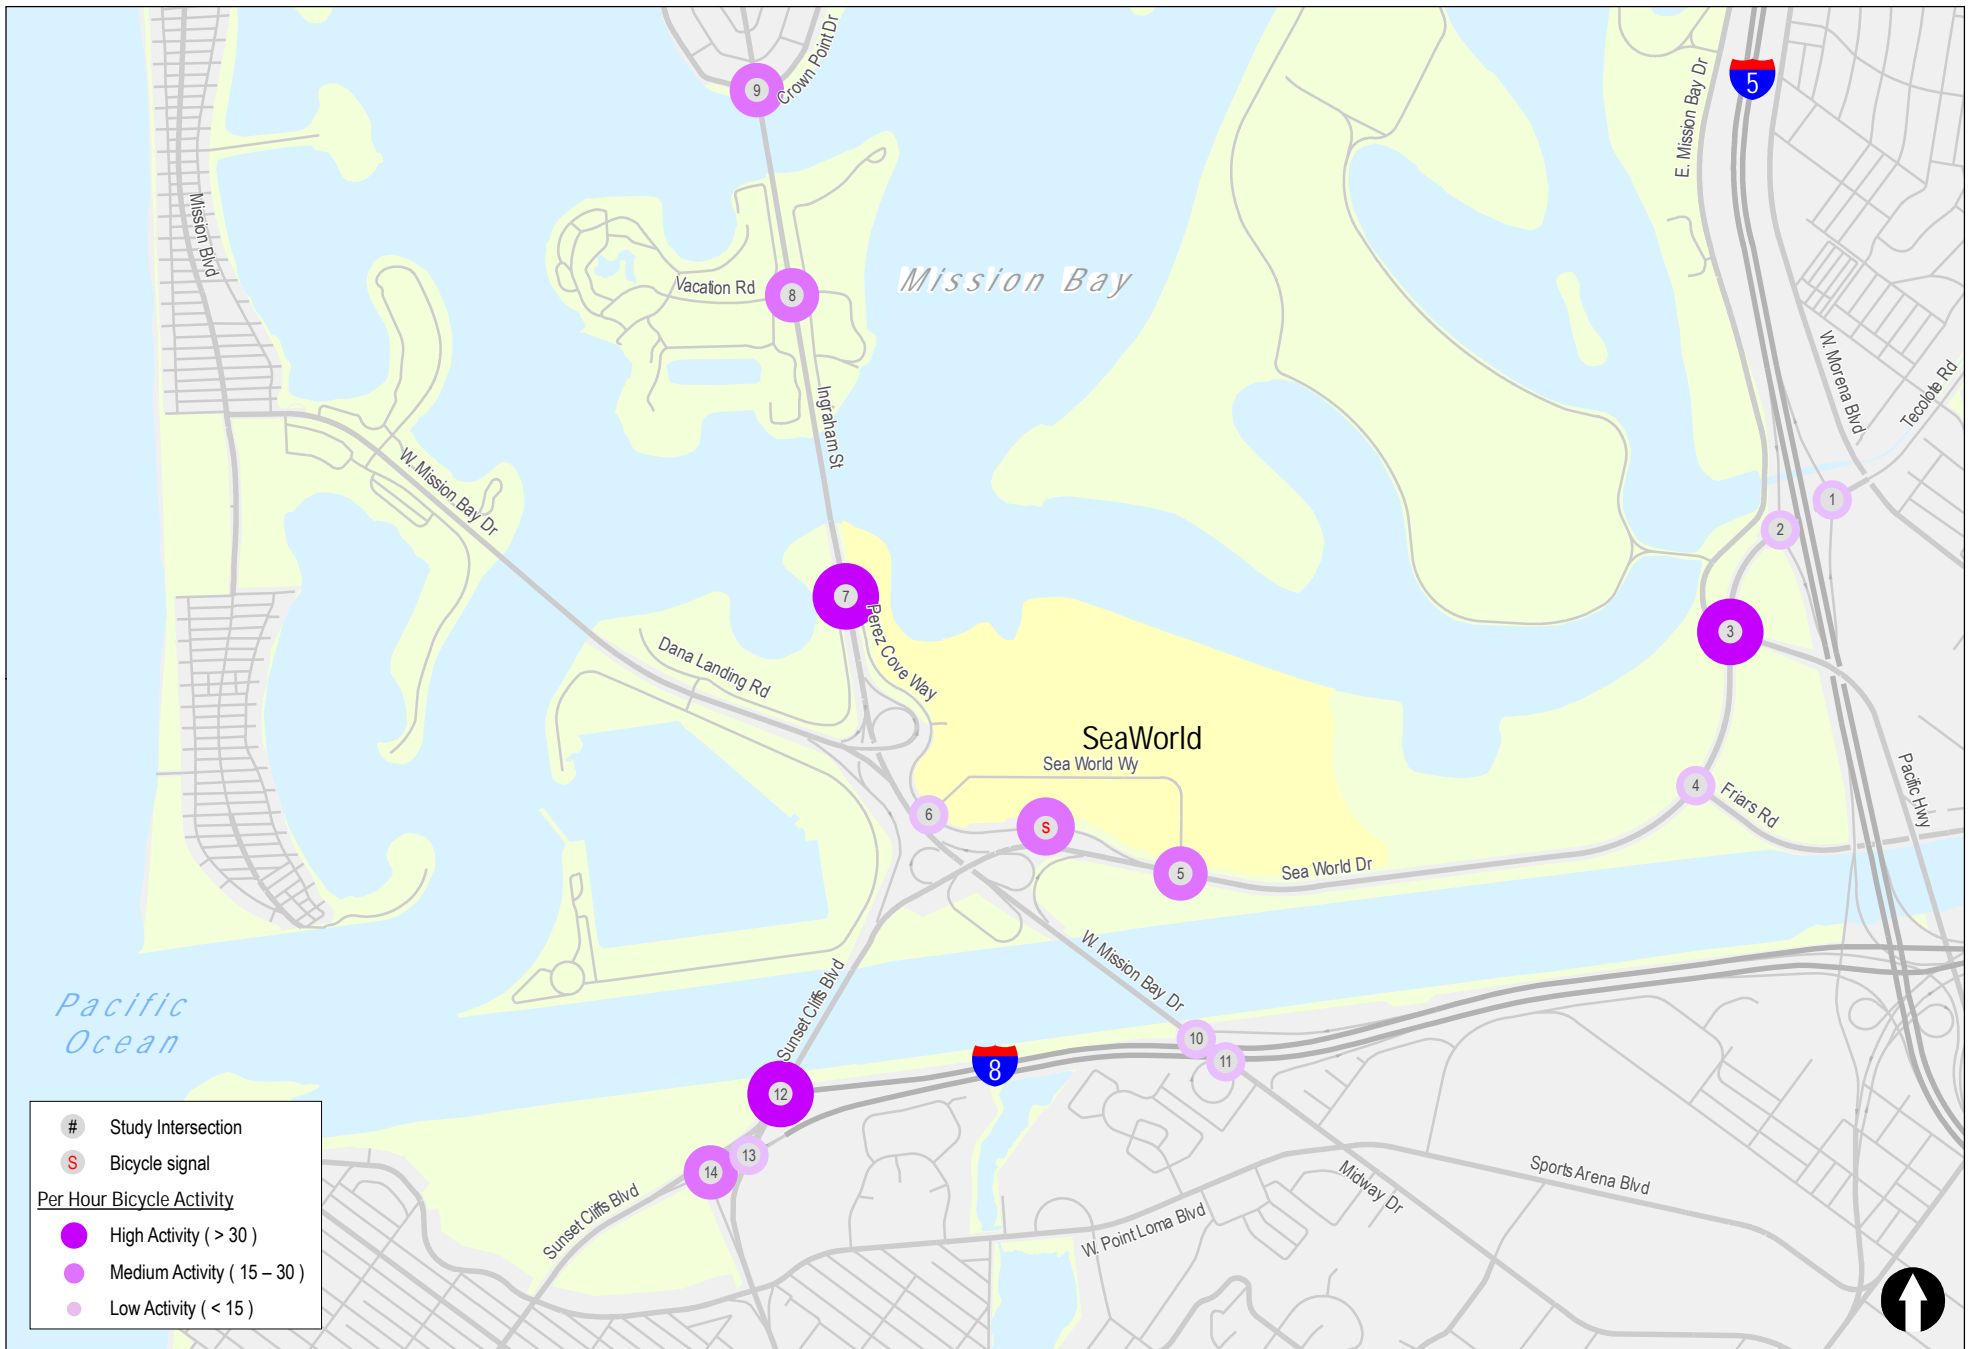 Crown Point Dr
9
E. Mission Bay Dr
5
Mission Blvd
Vacation Rd
8
Mission Bay
W. Morena Blvd
Tecolote Rd
Ingraham St
W. Mission Bay Dr
1
2
7
Perez Cove Way
3
Dana Landing Rd
SeaWorld
Sea World Wy
Pacific Hwy
4
Friars Rd
6
S
5
Sea World Dr
W. Mission Bay Dr
Sunset Cliffs Blvd
Pacific
Ocean
10
11
8
12
13
14
Sunset Cliffs Blvd
W. Point Loma Blvd
Midway Dr
Sports Arena Blvd
# Study Intersection
S Bicycle signal
Per Hour Bicycle Activity
High Activity ( > 30 )
Medium Activity ( 15 – 30 )
Low Activity ( < 15 )